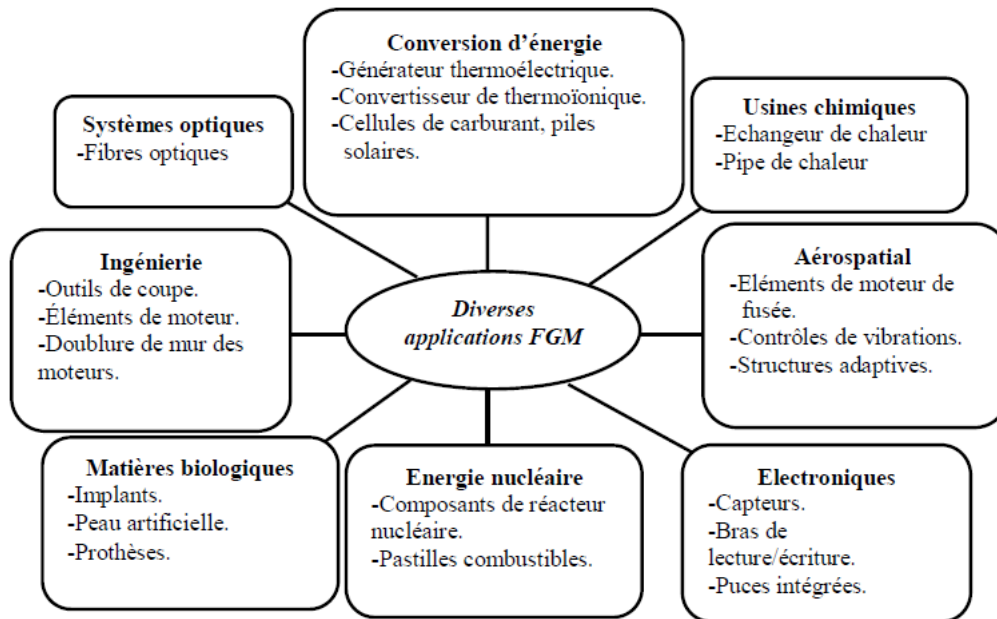 Conversion d’énergie
-Générateur thermoélectrique.
-Convertisseur de thermoïonique.
-Cellules de carburant, piles
solaires.
Systèmes optiques
-Fibres optiques
Usines chimiques
-Echangeur de chaleur
-Pipe de chaleur
Ingénierie
-Outils de coupe.
-Éléments de moteur.
-Doublure de mur des
moteurs.
Diverses
applications FGM
Aérospatial
-Eléments de moteur de
fusée.
-Contrôles de vibrations.
-Structures adaptives.
Matières biologiques
-Implants.
-Peau artificielle.
-Prothèses.
Energie nucléaire
-Composants de réacteur
nucléaire.
-Pastilles combustibles.
Electroniques
-Capteurs.
-Bras de
lecture/écriture.
-Puces intégrées.